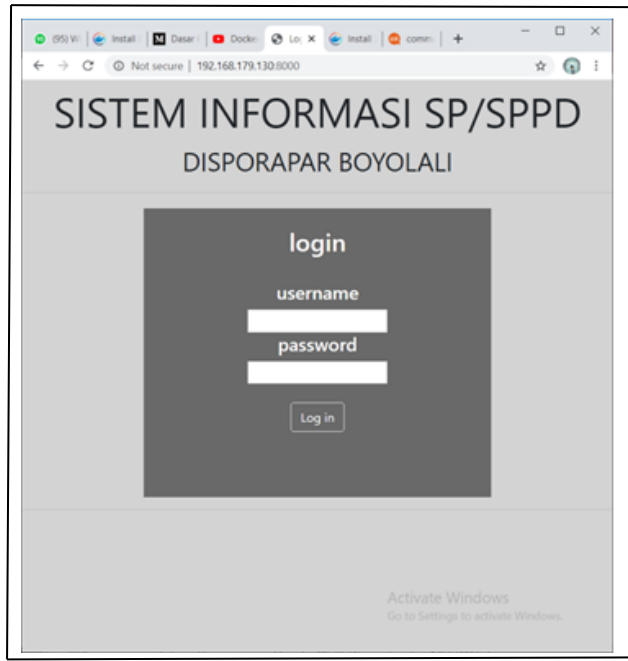 (95) W
Install
Dasar
Docke
Lo
Install
comm
Not secure | 192.168.179.130:8000
SISTEM INFORMASI SP/SPPD
DISPORAPAR BOYOLALI
login
username
password
Log in
Activate Windows
Go to Settings to activate Windows.